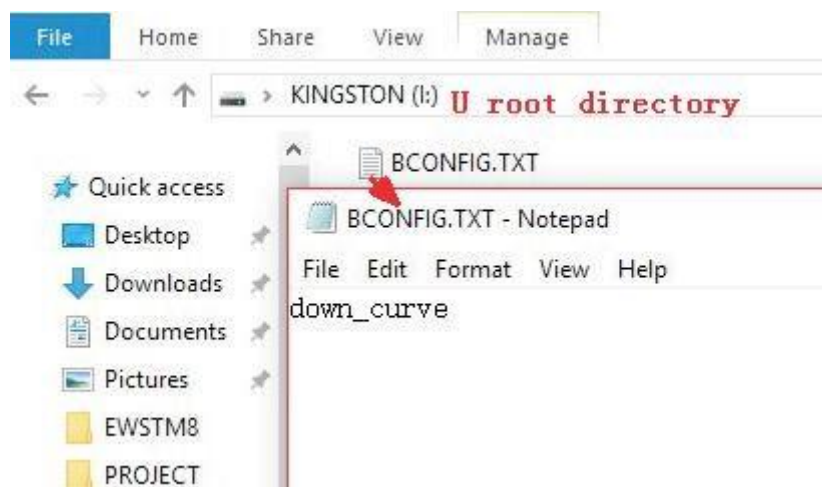 File Home Share View Manage
KINGSTON (I:) U root directory
BCONFIG.TXT
Quick access
BCONFIG.TXT - Notepad
Desktop
File Edit Format View Help
Downloads
down_curve
Documents
Pictures
EWSTM8
PROJECT